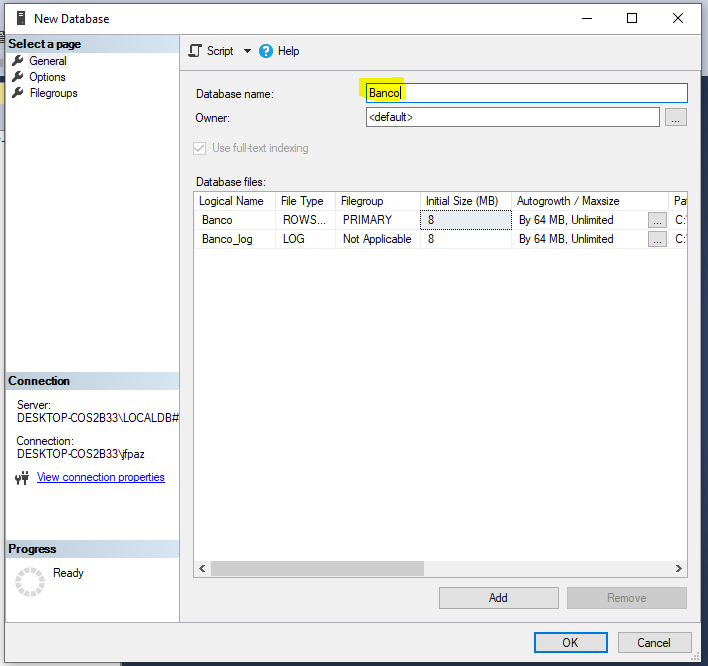 New Database
Select a page
General
Options
Filegroups
Script
Help
Database name:
Banco
Owner:
<default>
...
Use full-text indexing
Database files:
Logical Name File Type Filegroup Initial Size (MB) Autogrowth / Maxsize
Banco ROWS... PRIMARY 8 By 64 MB, Unlimited ... C:\
Banco_log LOG Not Applicable 8 By 64 MB, Unlimited ... C:\
Connection
Server:
DESKTOP-COS2B33\LOCALDB#
Connection:
DESKTOP-COS2B33\jfpaz
View connection properties
Progress
Ready
Add
Remove
OK
Cancel